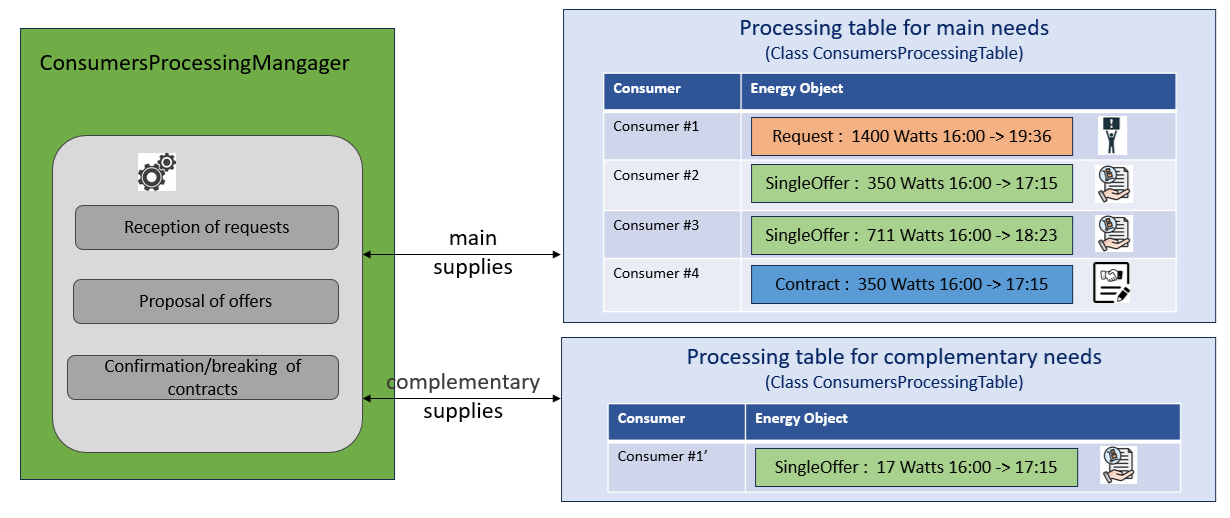 ConsumersProcessingMangager
Reception of requests
Proposal of offers
Confirmation/breaking of
contracts
main
supplies
complementary
supplies
Processing table for main needs
(Class ConsumersProcessingTable)
Consumer Energy Object
Consumer #1 Request : 1400 Watts 16:00 -> 19:36
Consumer #2 SingleOffer : 350 Watts 16:00 -> 17:15
Consumer #3 SingleOffer : 711 Watts 16:00 -> 18:23
Consumer #4 Contract : 350 Watts 16:00 -> 17:15
Processing table for complementary needs
(Class ConsumersProcessingTable)
Consumer Energy Object
Consumer #1’ SingleOffer : 17 Watts 16:00 -> 17:15